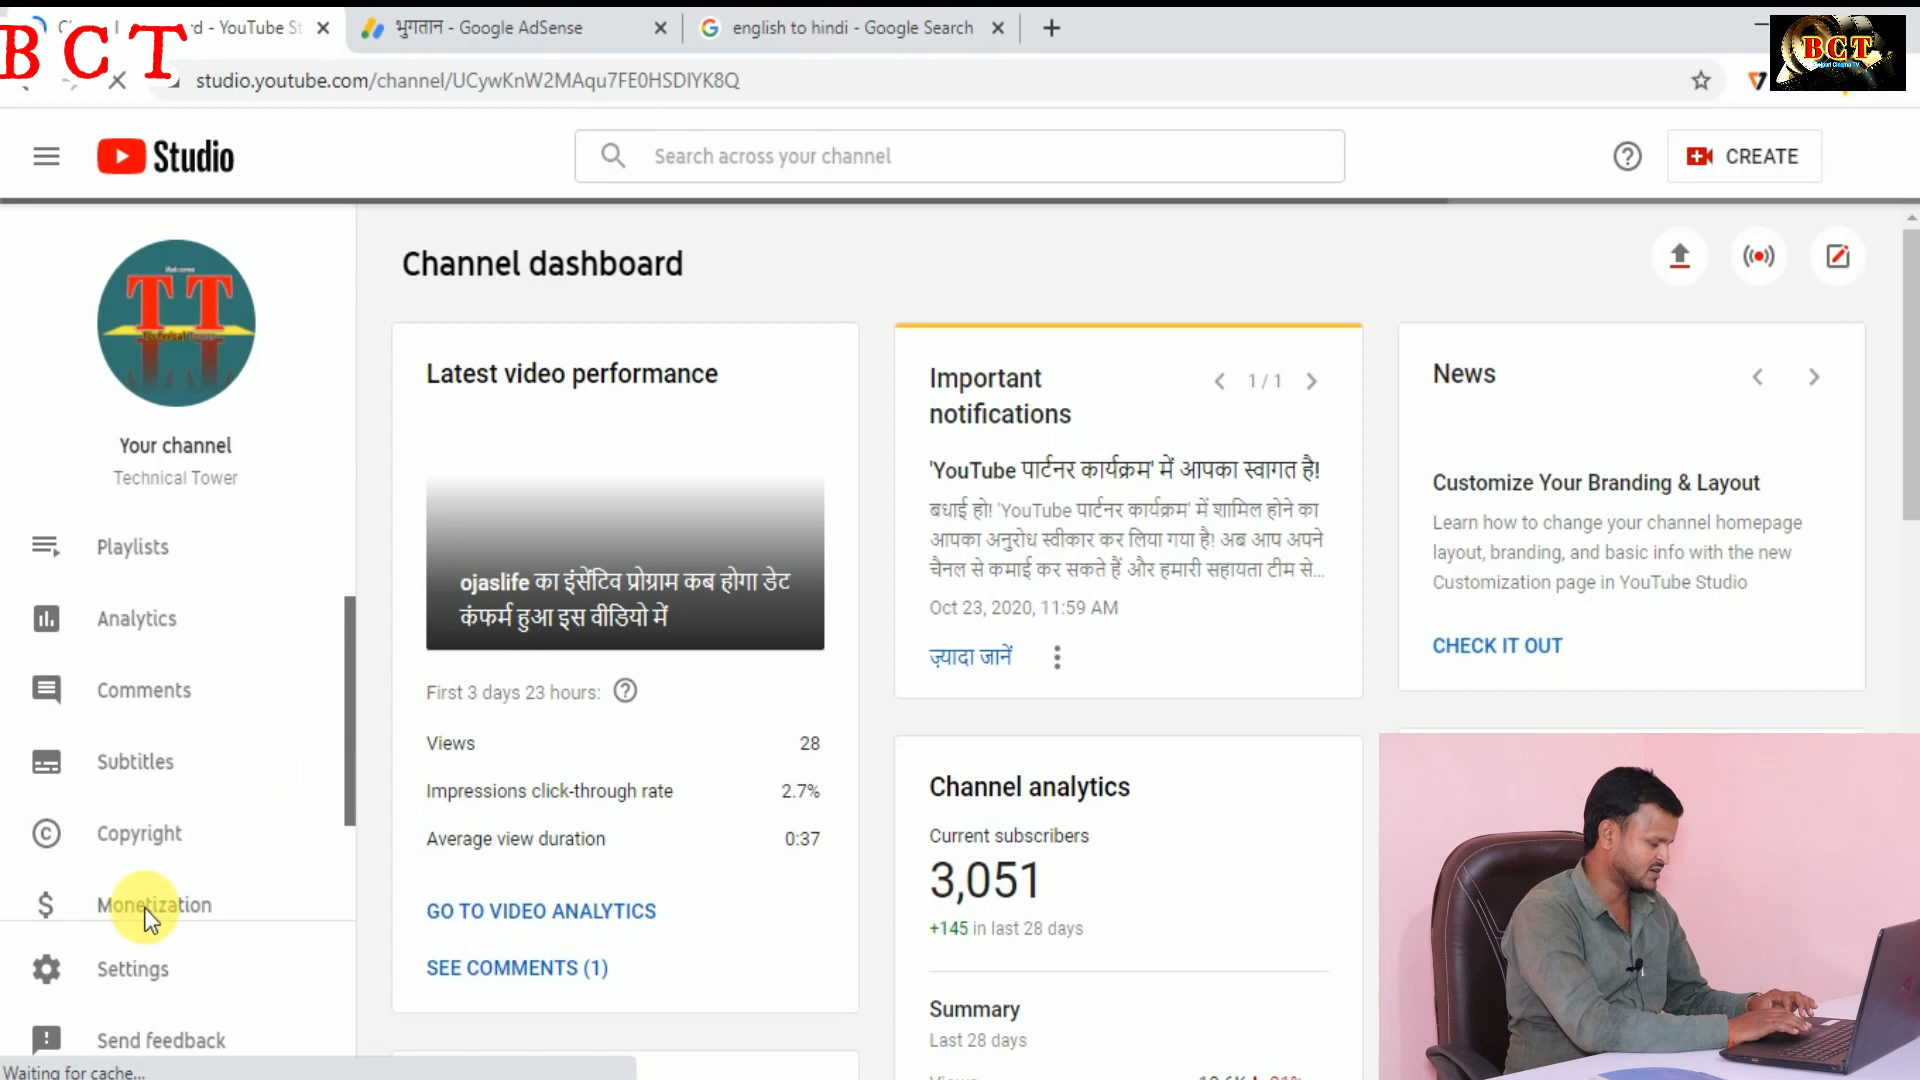 BCT
rd - YouTube St
भुगतान - Google AdSense
english to hindi - Google Search
BCT
studio.youtube.com/channel/UCywKnW2MAqu7FE0HSDIYK8Q
Studio
Search across your channel
CREATE
TT
Your channel
Technical Tower
Playlists
Analytics
Comments
Subtitles
Copyright
Monetization
Settings
Send feedback
Waiting for cache...
Channel dashboard
Latest video performance
ojaslife का इंसेंटिव प्रोग्राम कब होगा डेट
कंफर्म हुआ इस वीडियो में
First 3 days 23 hours:
Views 28
Impressions click-through rate 2.7%
Average view duration 0:37
GO TO VIDEO ANALYTICS
SEE COMMENTS (1)
Important
notifications
1 / 1
'YouTube पार्टनर कार्यक्रम' में आपका स्वागत है!
बधाई हो! 'YouTube पार्टनर कार्यक्रम' में शामिल होने का
आपका अनुरोध स्वीकार कर लिया गया है! अब आप अपने
चैनल से कमाई कर सकते हैं और हमारी सहायता टीम से...
Oct 23, 2020, 11:59 AM
ज़्यादा जानें
Channel analytics
Current subscribers
3,051
+145 in last 28 days
Summary
Last 28 days
News
Customize Your Branding & Layout
Learn how to change your channel homepage
layout, branding, and basic info with the new
Customization page in YouTube Studio
CHECK IT OUT